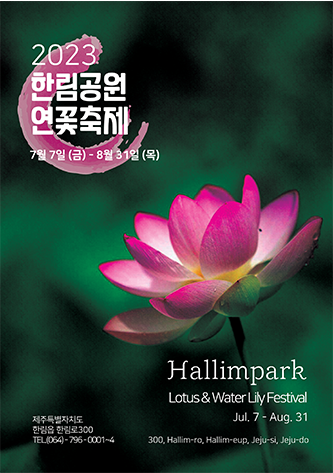 2023
한림공원
연꽃축제
7월 7일 (금) - 8월 31일 (목)
Hallimpark
Lotus & Water Lily Festival
Jul. 7 - Aug. 31
제주특별자치도
한림읍 한림로300
TEL.(064) - 796 - 0001~4
300, Hallim-ro, Hallim-eup, Jeju-si, Jeju-do